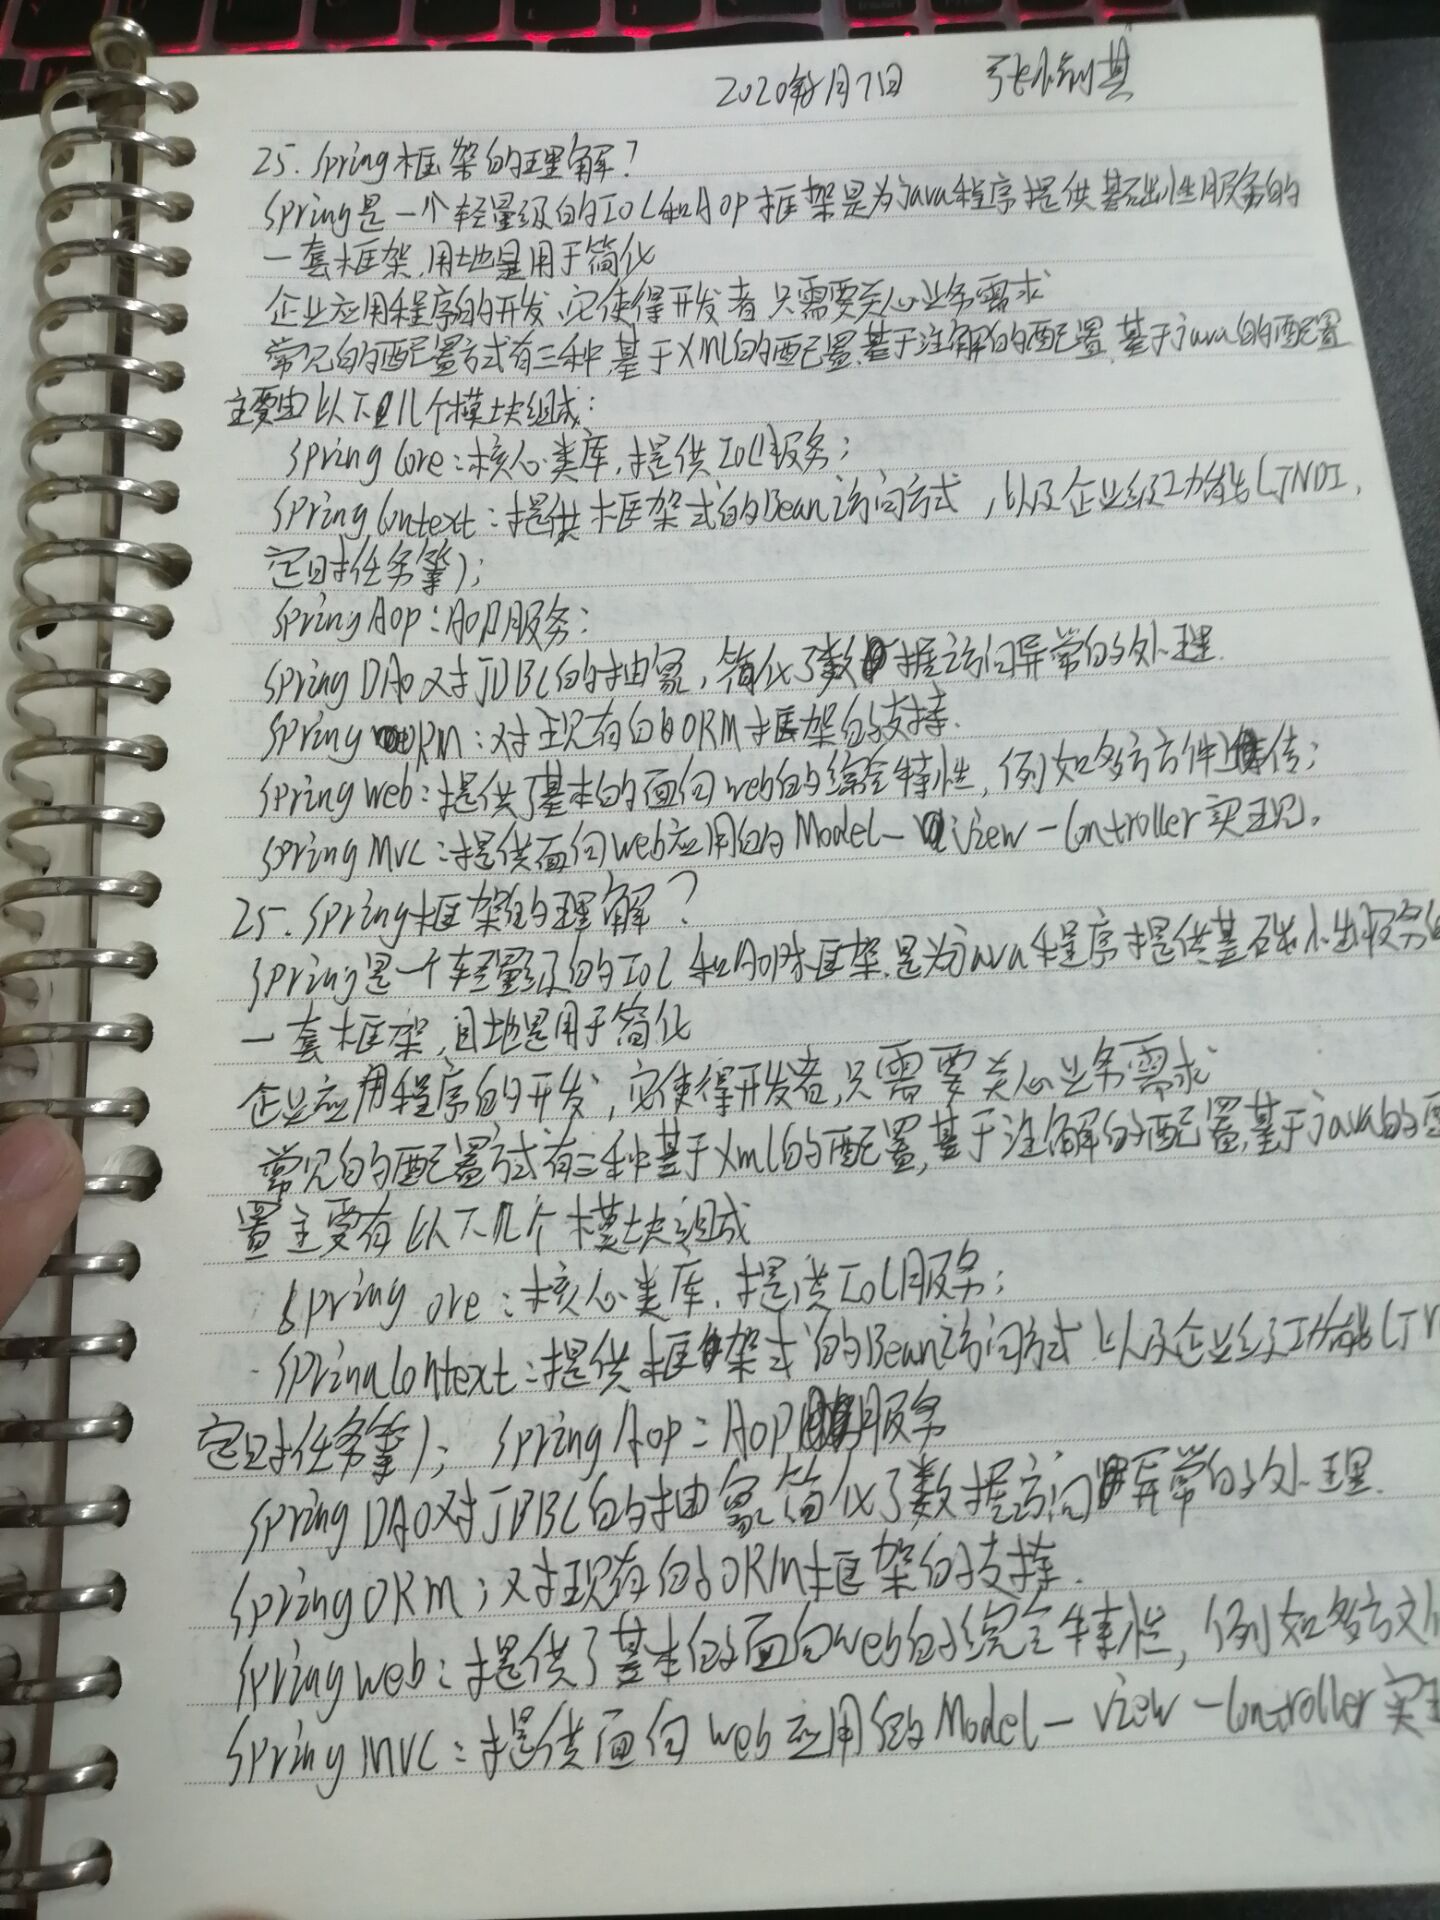 2020年 月7日 张 其
25. Spring框架的理解?
Spring是一个轻量级的IOC和AOP框架是为java程序提供基础性服务的
一套框架,用地是用于简化
企业应用程序的开发,它使得开发者只需要关心业务需求
常见的配置方式有三种,基于XML的配置,基于注解的配置,基于java的配置
主要由以下几个模块组成:
Spring Core:核心类库,提供IOC服务;
Spring Context:提供框架式的Bean访问方式,以及企业级功能(JNDI,
定时任务等);
Spring AOP:AOP服务;
Spring DAO对JDBC的抽象,简化了数据访问异常的处理.
Spring ORM:对现有的ORM框架的支持.
Spring Web:提供了基本的面向web的综合特性,例如多方件 传;
Spring MVC:提供面向web应用的Model-View-Controller实现。
25. Spring框架的理解?
Spring是一个轻量级的IOC和AOP框架.是为java程序提供基础性服务的
一套框架,目地是用于简化
企业应用程序的开发,它使得开发者,只需要关心业务需求
常见的配置方式有三种基于Xml的配置,基于注解的配置,基于java的配
置主要有以下几个模块组成
Spring ore:核心类库.提供IOC服务;
SprinaContext:提供框架式的Bean访问方式以及企业级功能(JN
定时任务等); Spring Aop:AOP服务
Spring DAO对JDBC的抽象简化了数据访问异常的处理.
Spring ORM;对现有的ORM框架的支持.
Spring web:提供了基本的面向web的综合特性,例如多方文
Spring MVC:提供面向web应用的Model-View-Controller实